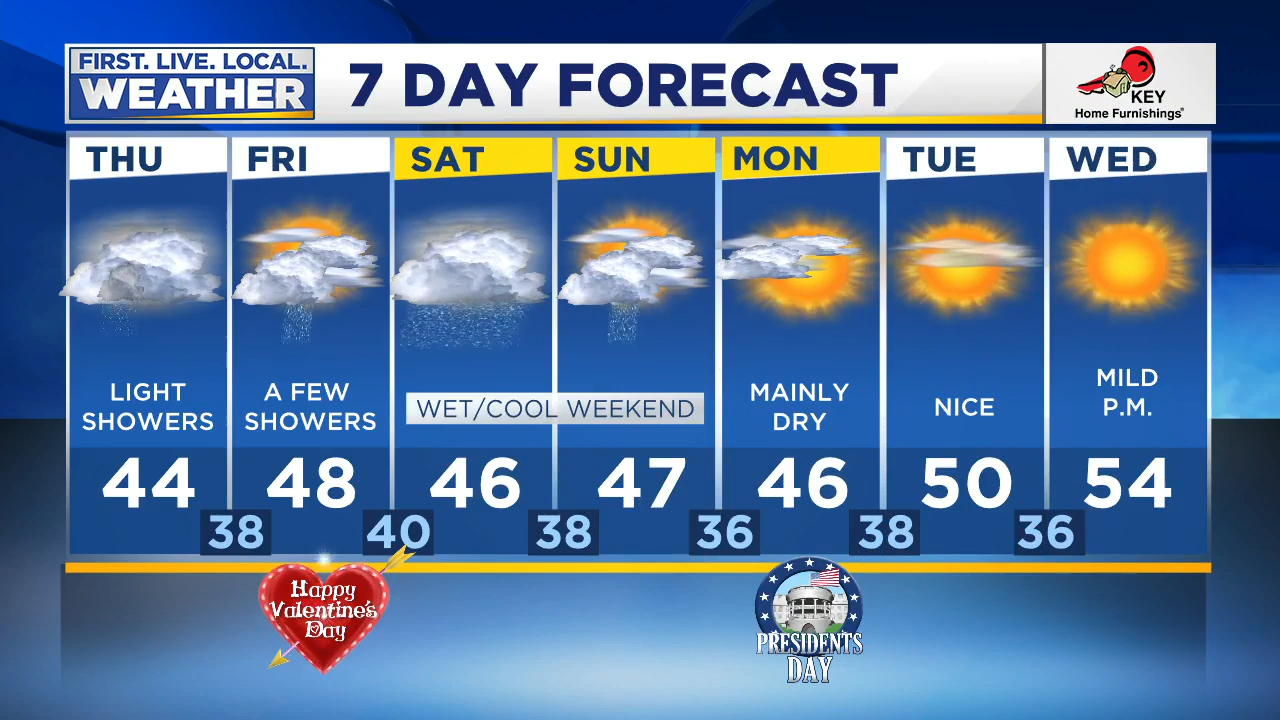 FIRST. LIVE. LOCAL.
WEATHER
7 DAY FORECAST
KEY
Home Furnishings®
THU
FRI
SAT
SUN
MON
TUE
WED
LIGHT
SHOWERS
A FEW
SHOWERS
WET/COOL WEEKEND
MAINLY
DRY
NICE
MILD
P.M.
44
48
46
47
46
50
54
38
40
38
36
38
36
Happy
Valentine's
Day
PRESIDENTS
DAY